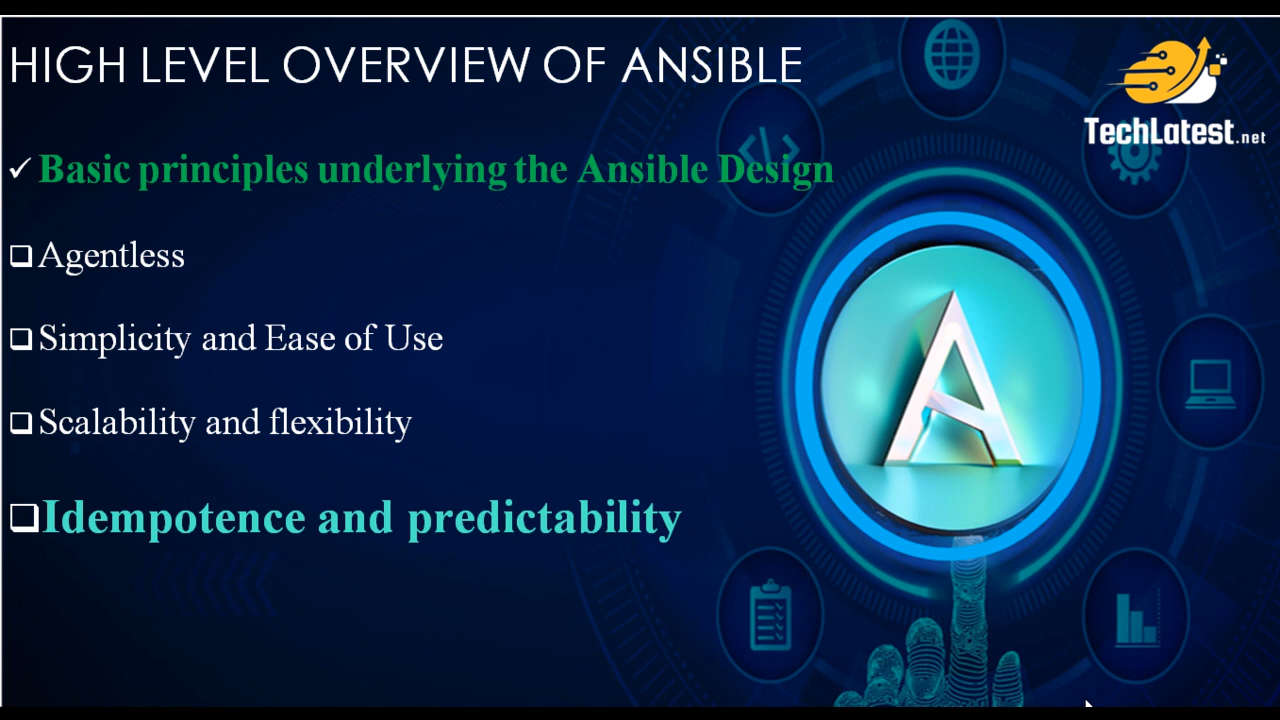 HIGH LEVEL OVERVIEW OF ANSIBLE
TechLatest.net
Basic principles underlying the Ansible Design
Agentless
Simplicity and Ease of Use
Scalability and flexibility
Idempotence and predictability